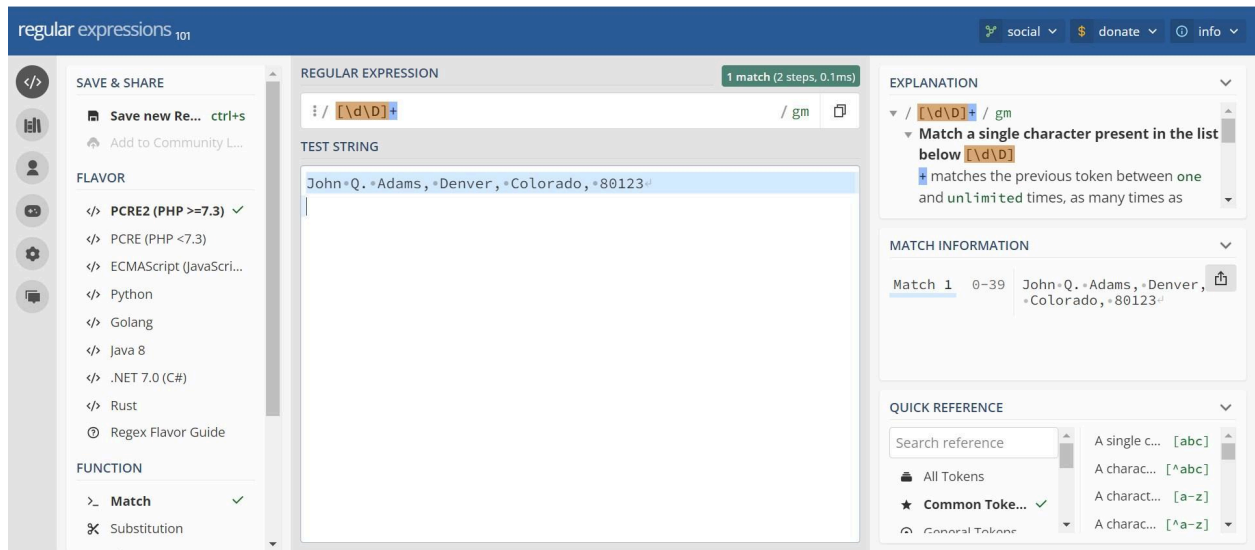 regular expressions 101
social
$ donate
info
SAVE & SHARE
Save new Re... ctrl+s
Add to Community L...
FLAVOR
</> PCRE2 (PHP >=7.3)
</> PCRE (PHP <7.3)
</> ECMAScript (JavaScri...
</> Python
</> Golang
</> Java 8
</> .NET 7.0 (C#)
</> Rust
Regex Flavor Guide
FUNCTION
>_ Match
Substitution
REGULAR EXPRESSION
1 match (2 steps, 0.1ms)
/ [\d\D]+ / gm
TEST STRING
John•Q.•Adams,•Denver,•Colorado,•80123↵
EXPLANATION
/ [\d\D]+ / gm
Match a single character present in the list
below [\d\D]
+ matches the previous token between one
and unlimited times, as many times as
MATCH INFORMATION
Match 1 0-39 John•Q.•Adams,•Denver,
•Colorado,•80123↵
QUICK REFERENCE
Search reference
All Tokens
Common Toke...
General Tokens
A single c... [abc]
A charac... [^abc]
A charact... [a-z]
A charac... [^a-z]